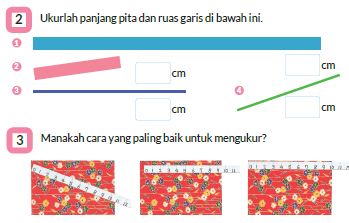 2 Ukurlah panjang pita dan ruas garis di bawah ini.
1
2
cm
cm
3
4
cm
cm
3 Manakah cara yang paling baik untuk mengukur?